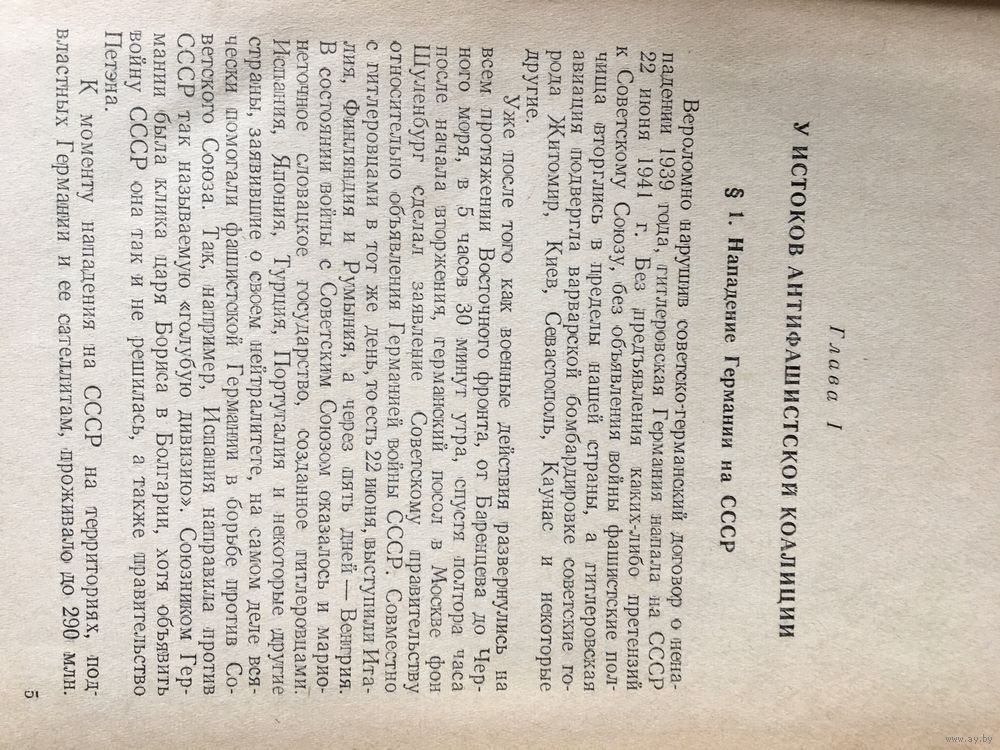 Глава I
У ИСТОКОВ АНТИФАШИСТСКОЙ КОАЛИЦИИ
§ 1. Нападение Германии на СССР
Вероломно нарушив советско-германский договор о нена-
падении 1939 года, гитлеровская Германия напала на СССР
22 июня 1941 г. Без предъявления каких-либо претензий
к Советскому Союзу, без объявления войны фашистские пол-
чища вторглись в пределы нашей страны, а гитлеровская
авиация подвергла варварской бомбардировке советские го-
рода Житомир, Киев, Севастополь, Каунас и некоторые
другие.
Уже после того как военные действия развернулись на
всем протяжении Восточного фронта, от Баренцева до Чер-
ного моря, в 5 часов 30 минут утра, спустя полтора часа
после начала вторжения, германский посол в Москве фон
Шуленбург сделал заявление Советскому правительству
относительно объявления Германией войны СССР. Совместно
с гитлеровцами в тот же день, то есть 22 июня, выступили Ита-
лия, Финляндия и Румыния, а через пять дней — Венгрия.
В состоянии войны с Советским Союзом оказалось и марио-
неточное словацкое государство, созданное гитлеровцами.
Испания, Япония, Турция, Португалия и некоторые другие
страны, заявившие о своем нейтралитете, на самом деле вся-
чески помогали фашистской Германии в борьбе против Со-
ветского Союза. Так, например, Испания направила против
СССР так называемую «голубую дивизию». Союзником Гер-
мании была клика царя Бориса в Болгарии, хотя объявить
войну СССР она так и не решилась, а также правительство
Петэна.
К моменту нападения на СССР на территориях, под-
властных Германии и ее сателлитам, проживало до 290 млн.
5
www.ay.by